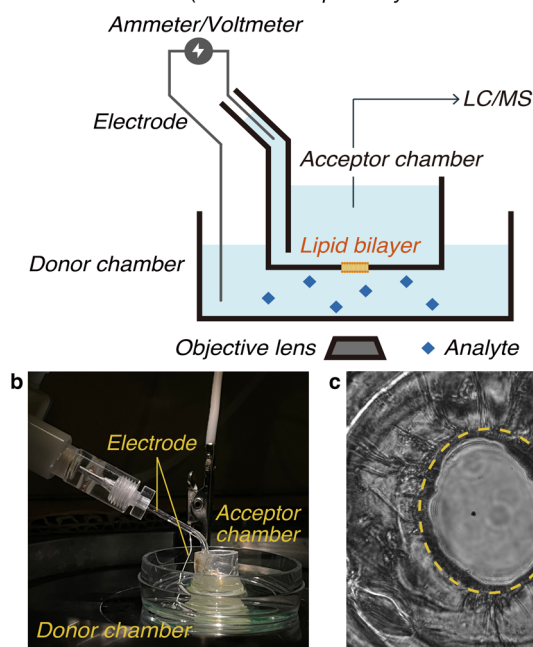 Ammeter/Voltmeter
Electrode
LC/MS
Acceptor chamber
Lipid bilayer
Donor chamber
Objective lens
Analyte
b
c
Electrode
Acceptor
chamber
Donor chamber